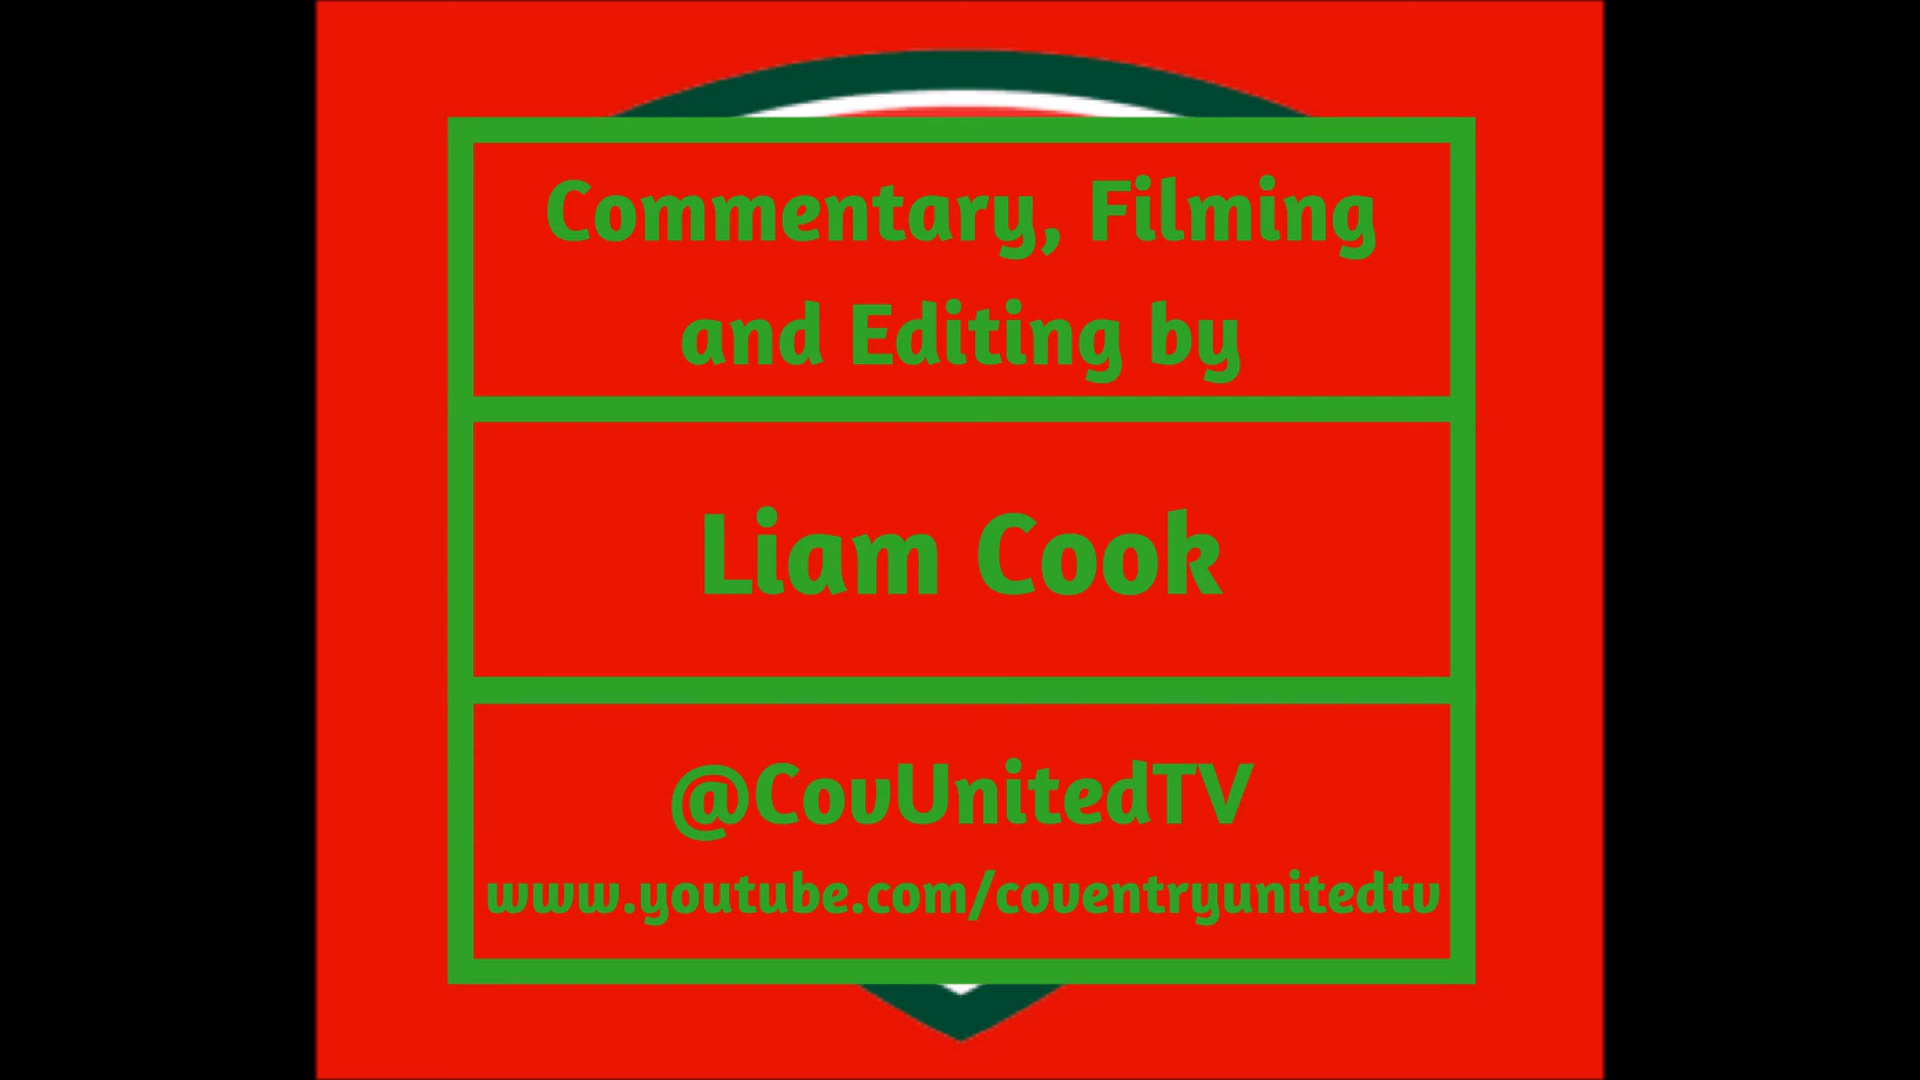 Commentary, Filming
and Editing by
Liam Cook
@CovUnitedTV
www.youtube.com/coventryunitedtv